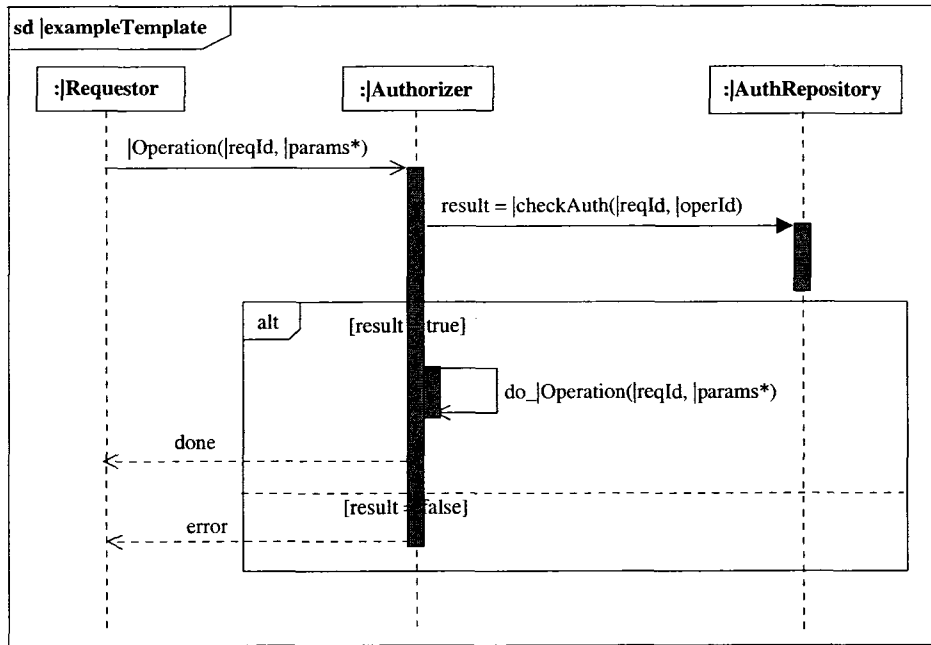 sd |exampleTemplate
:|Requestor
:|Authorizer
:|AuthRepository
|Operation(|reqId, |params*)
result = |checkAuth(|reqId, |operId)
alt
[result = true]
do_|Operation(|reqId, |params*)
done
[result = false]
error